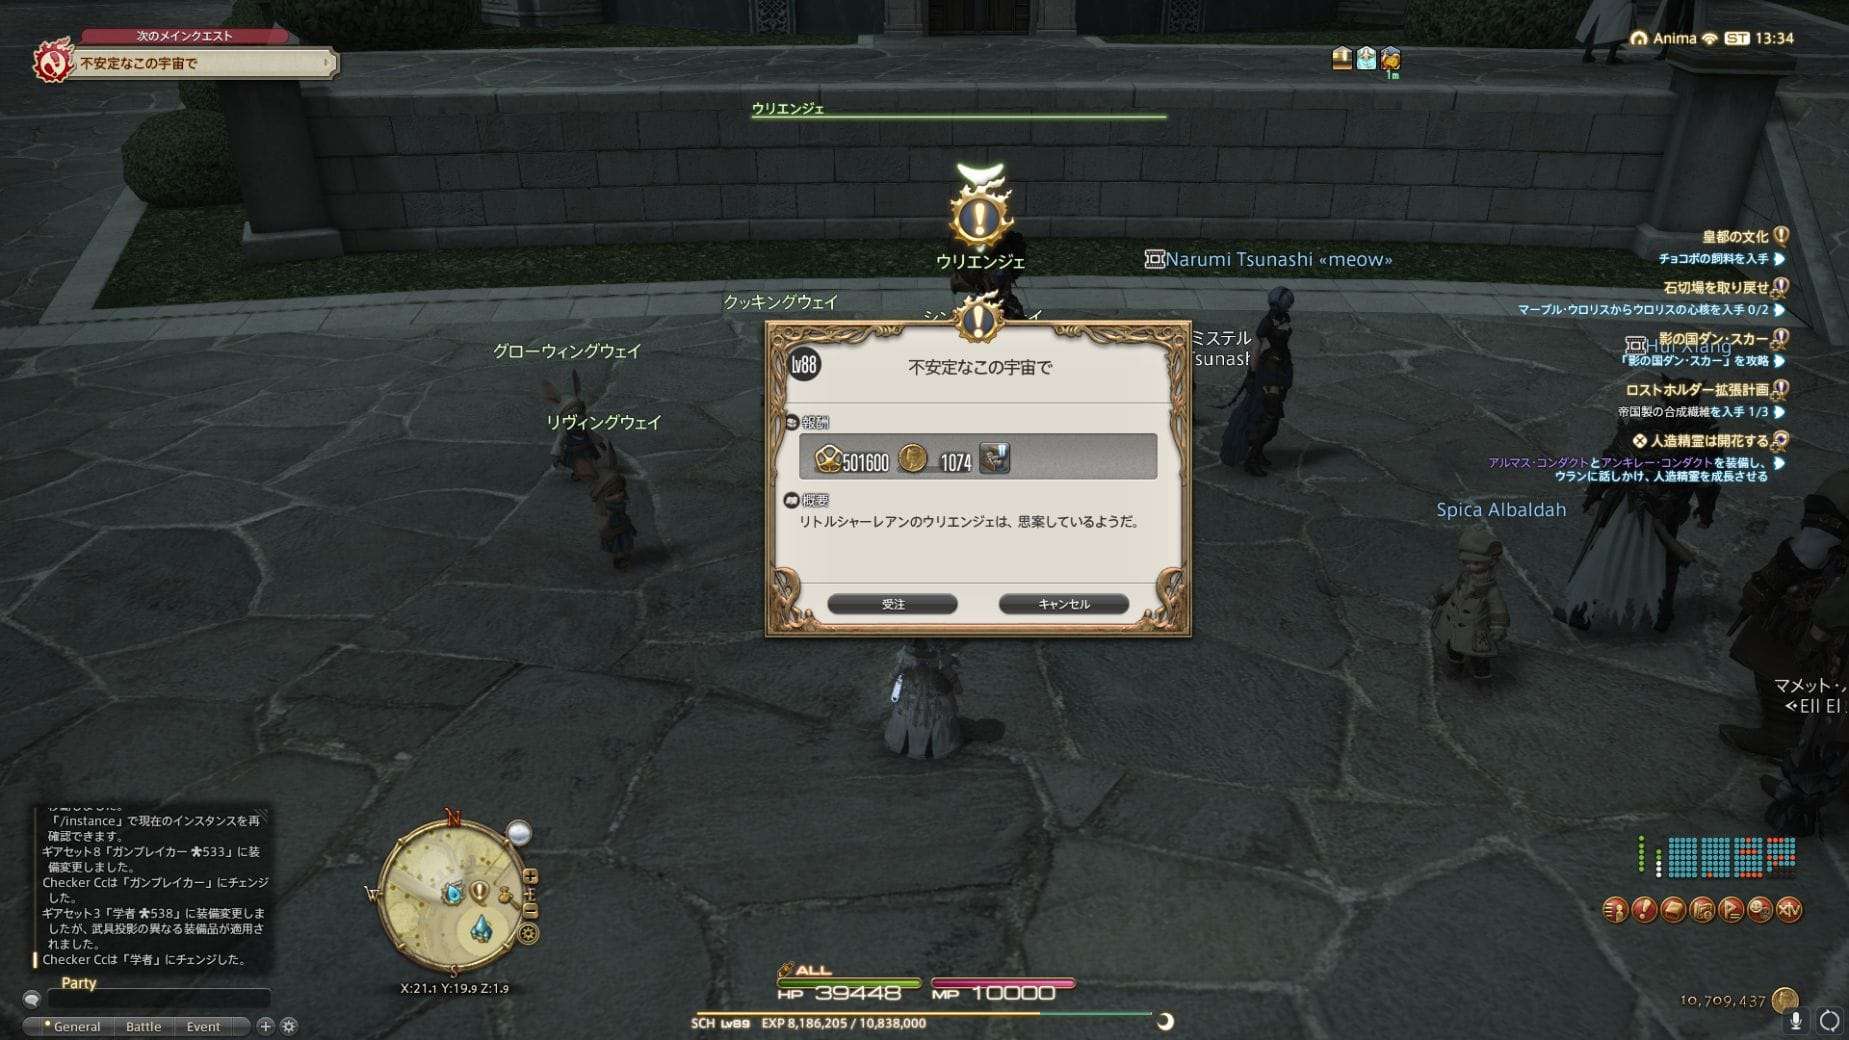 次のメインクエスト
不安定なこの宇宙で
Anima ST 13:34
1m
ウリエンジェ
ウリエンジェ
Narumi Tsunashi «meow»
クッキングウェイ
グローウィングウェイ
リヴィングウェイ
ミステル
Spica Albaldah
マメット・
Lv88
不安定なこの宇宙で
報酬
501600 1074
概要
リトルシャーレアンのウリエンジェは、思案しているようだ。
受注 キャンセル
皇都の文化
チョコボの飼料を入手
石切場を取り戻せ
マーブル・ウロリスからウロリスの心核を入手 0/2
影の国ダン・スカー
「影の国ダン・スカー」を攻略
ロストホルダー拡張計画
帝国製の合成繊維を入手 1/3
人造精霊は開花する
アルマス・コンダクトとアンキレー・コンダクトを装備し、
ウランに話しかけ、人造精霊を成長させる
「/instance」で現在のインスタンスを再
確認できます。
ギアセット8「ガンブレイカー ★533」に装
備変更しました。
Checker Ccは「ガンブレイカー」にチェンジ
した。
ギアセット3「学者 ★538」に装備変更しま
したが、武具投影の異なる装備品が適用さ
れました。
Checker Ccは「学者」にチェンジした。
Party
General Battle Event
N
W
S
X:21.1 Y:19.9 Z:1.9
ALL
HP 39448 MP 10000
SCH Lv89 EXP 8,186,205 / 10,838,000
XIV
10,709,437